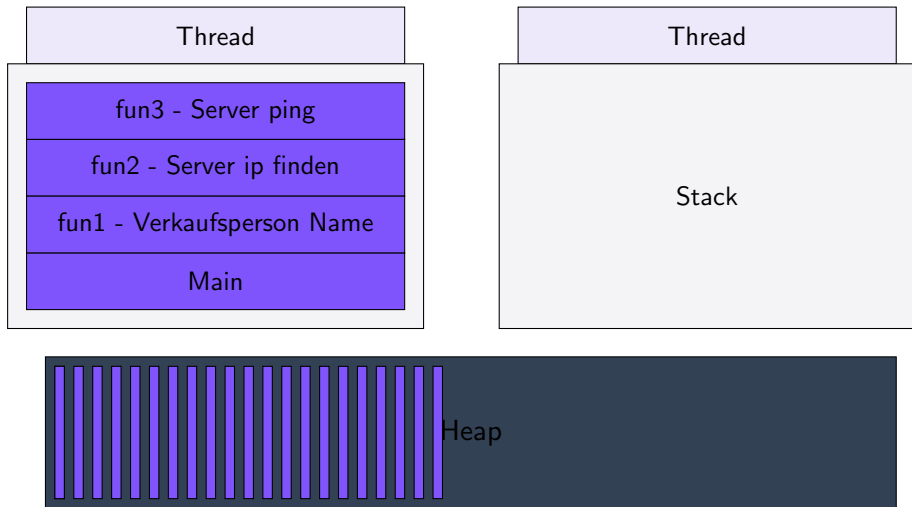 Thread
Thread
fun3 - Server ping
fun2 - Server ip finden
fun1 - Verkaufsperson Name
Main
Stack
Heap